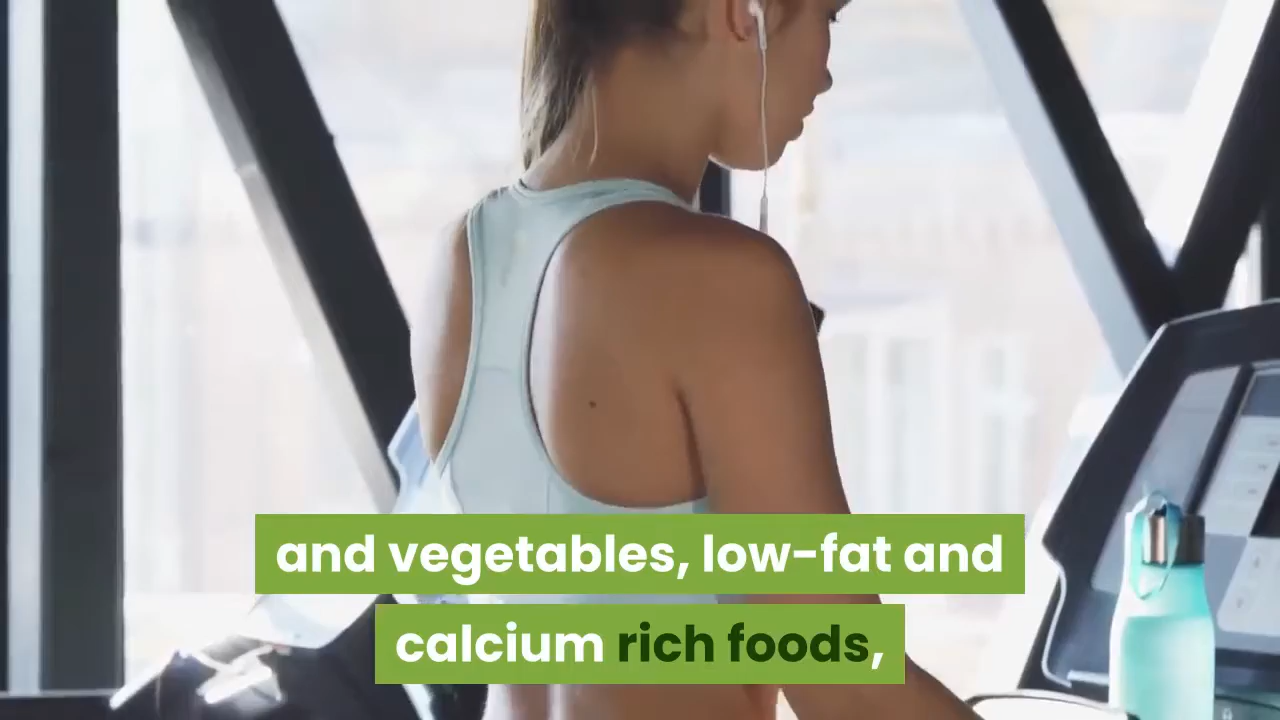 and vegetables, low-fat and
calcium rich foods,